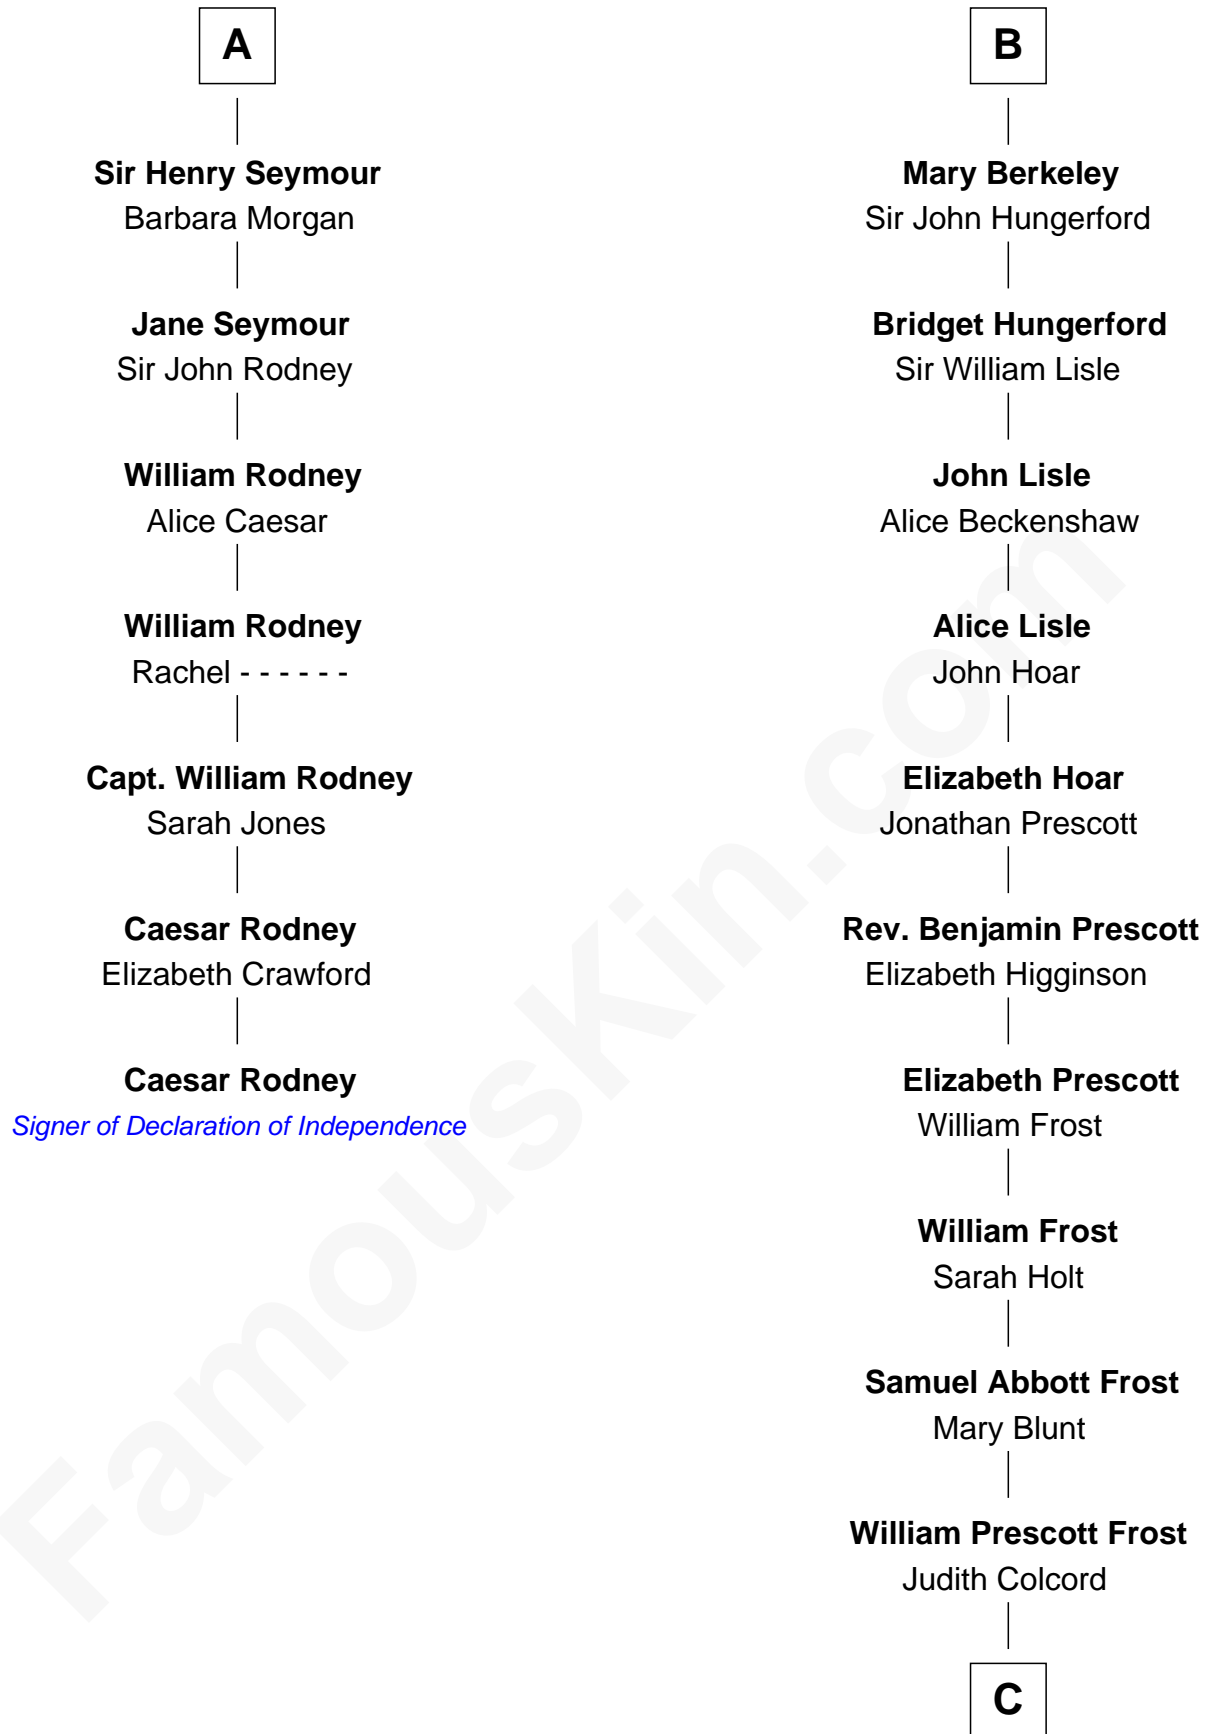 A
Sir Henry Seymour
Barbara Morgan
Jane Seymour
Sir John Rodney
William Rodney
Alice Caesar
William Rodney
Rachel - - - - - -
Capt. William Rodney
Sarah Jones
Caesar Rodney
Elizabeth Crawford
Caesar Rodney
Signer of Declaration of Independence
B
Mary Berkeley
Sir John Hungerford
Bridget Hungerford
Sir William Lisle
John Lisle
Alice Beckenshaw
Alice Lisle
John Hoar
Elizabeth Hoar
Jonathan Prescott
Rev. Benjamin Prescott
Elizabeth Higginson
Elizabeth Prescott
William Frost
William Frost
Sarah Holt
Samuel Abbott Frost
Mary Blunt
William Prescott Frost
Judith Colcord
C
FamousKin.com